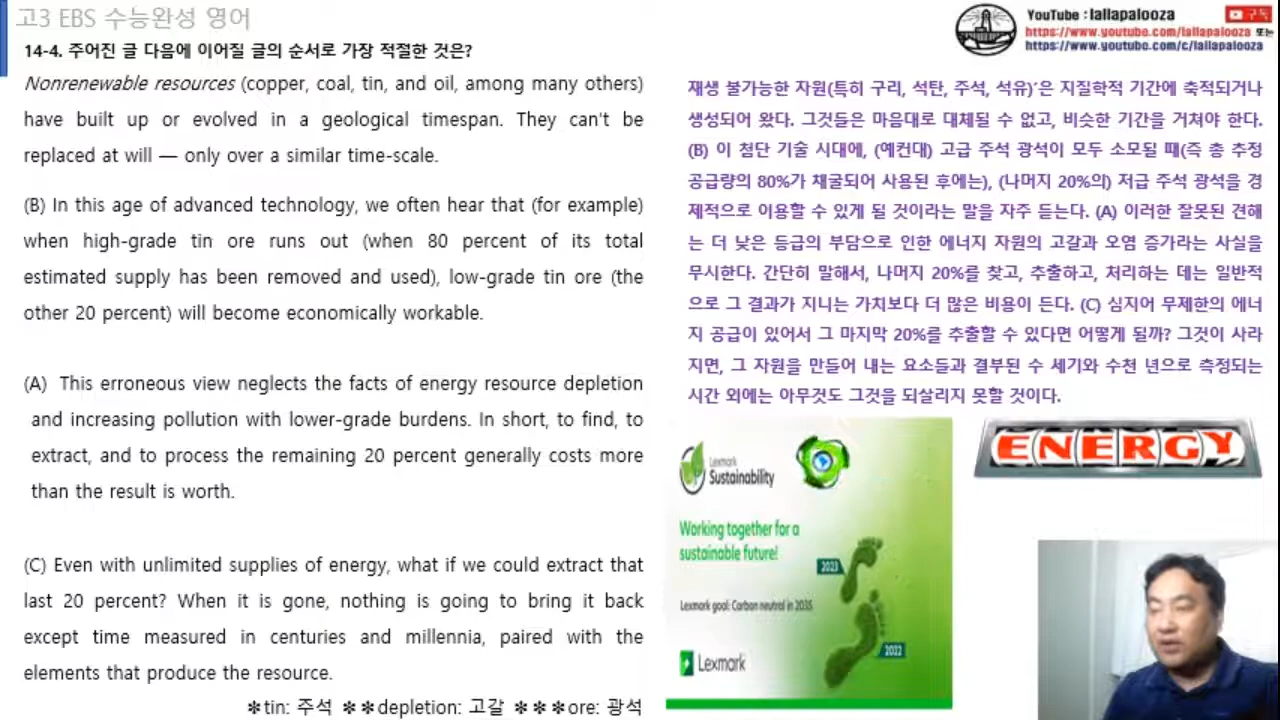 고3 EBS 수능완성 영어
14-4. 주어진 글 다음에 이어질 글의 순서로 가장 적절한 것은?
Nonrenewable resources (copper, coal, tin, and oil, among many others)
have built up or evolved in a geological timespan. They can't be
replaced at will — only over a similar time-scale.
(B) In this age of advanced technology, we often hear that (for example)
when high-grade tin ore runs out (when 80 percent of its total
estimated supply has been removed and used), low-grade tin ore (the
other 20 percent) will become economically workable.
(A) This erroneous view neglects the facts of energy resource depletion
and increasing pollution with lower-grade burdens. In short, to find, to
extract, and to process the remaining 20 percent generally costs more
than the result is worth.
(C) Even with unlimited supplies of energy, what if we could extract that
last 20 percent? When it is gone, nothing is going to bring it back
except time measured in centuries and millennia, paired with the
elements that produce the resource.
✻tin: 주석 ✻✻depletion: 고갈 ✻✻✻ore: 광석
YouTube : lallapalooza
구독
https://www.youtube.com/lallapalooza 또는
https://www.youtube.com/c/lallapalooza
재생 불가능한 자원(특히 구리, 석탄, 주석, 석유)'은 지질학적 기간에 축적되거나
생성되어 왔다. 그것들은 마음대로 대체될 수 없고, 비슷한 기간을 거쳐야 한다.
(B) 이 첨단 기술 시대에, (예컨대) 고급 주석 광석이 모두 소모될 때(즉 총 추정
공급량의 80%가 채굴되어 사용된 후에는), (나머지 20%의) 저급 주석 광석을 경
제적으로 이용할 수 있게 될 것이라는 말을 자주 듣는다. (A) 이러한 잘못된 견해
는 더 낮은 등급의 부담으로 인한 에너지 자원의 고갈과 오염 증가라는 사실을
무시한다. 간단히 말해서, 나머지 20%를 찾고, 추출하고, 처리하는 데는 일반적
으로 그 결과가 지니는 가치보다 더 많은 비용이 든다. (C) 심지어 무제한의 에너
지 공급이 있어서 그 마지막 20%를 추출할 수 있다면 어떻게 될까? 그것이 사라
지면, 그 자원을 만들어 내는 요소들과 결부된 수 세기와 수천 년으로 측정되는
시간 외에는 아무것도 그것을 되살리지 못할 것이다.
Lexmark
Sustainability
Working together for a
sustainable future!
2023
Lexmark goal: Carbon neutral in 2035
2022
Lexmark
ENERGY